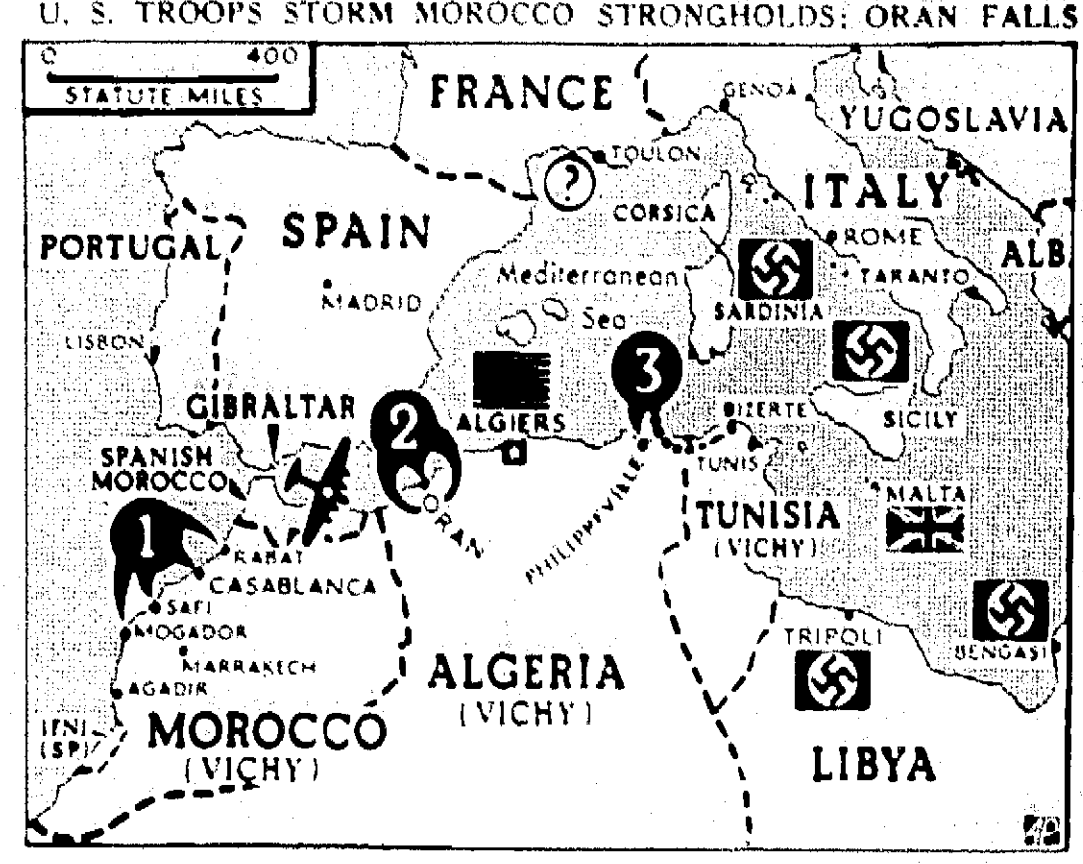 U. S. TROOPS STORM MOROCCO STRONGHOLDS; ORAN FALLS
0 400
STATUTE MILES
FRANCE
GENOA
YUGOSLAVIA
TOULON
?
ITALY
CORSICA
SPAIN
PORTUGAL
ROME
ALB.
Mediterranean
Sea
TARANTO
MADRID
SARDINIA
LISBON
3
GIBRALTAR
2
ALGIERS
BIZERTE
SICILY
SPANISH
MOROCCO
TUNIS
MALTA
1
ORAN
PHILIPPEVILLE
TUNISIA
(VICHY)
RABAT
CASABLANCA
SAFI
MOGADOR
TRIPOLI
BENGASI
MARRAKECH
AGADIR
ALGERIA
(VICHY)
IFNI
(SP)
MOROCCO
(VICHY)
LIBYA
AP